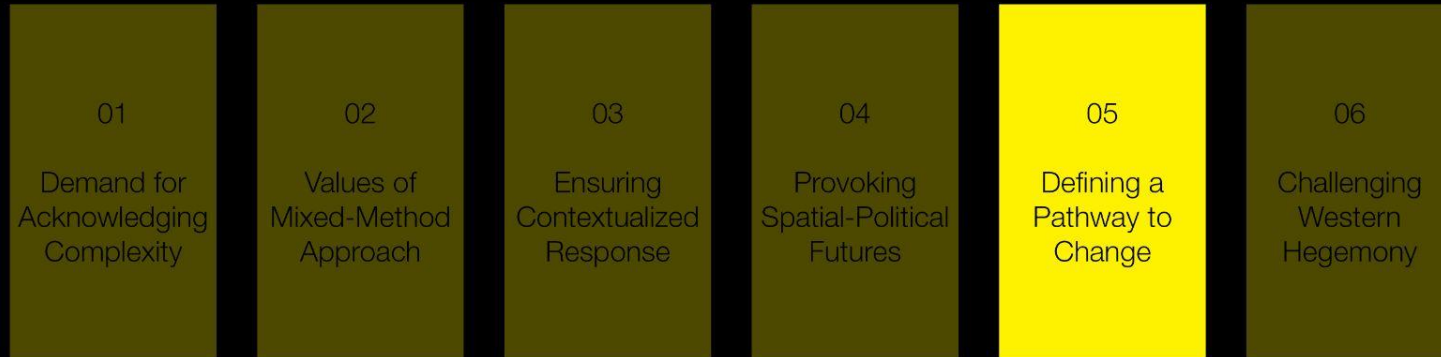 01
Demand for
Acknowledging
Complexity
02
Values of
Mixed-Method
Approach
03
Ensuring
Contextualized
Response
04
Provoking
Spatial-Political
Futures
05
Defining a
Pathway to
Change
06
Challenging
Western
Hegemony